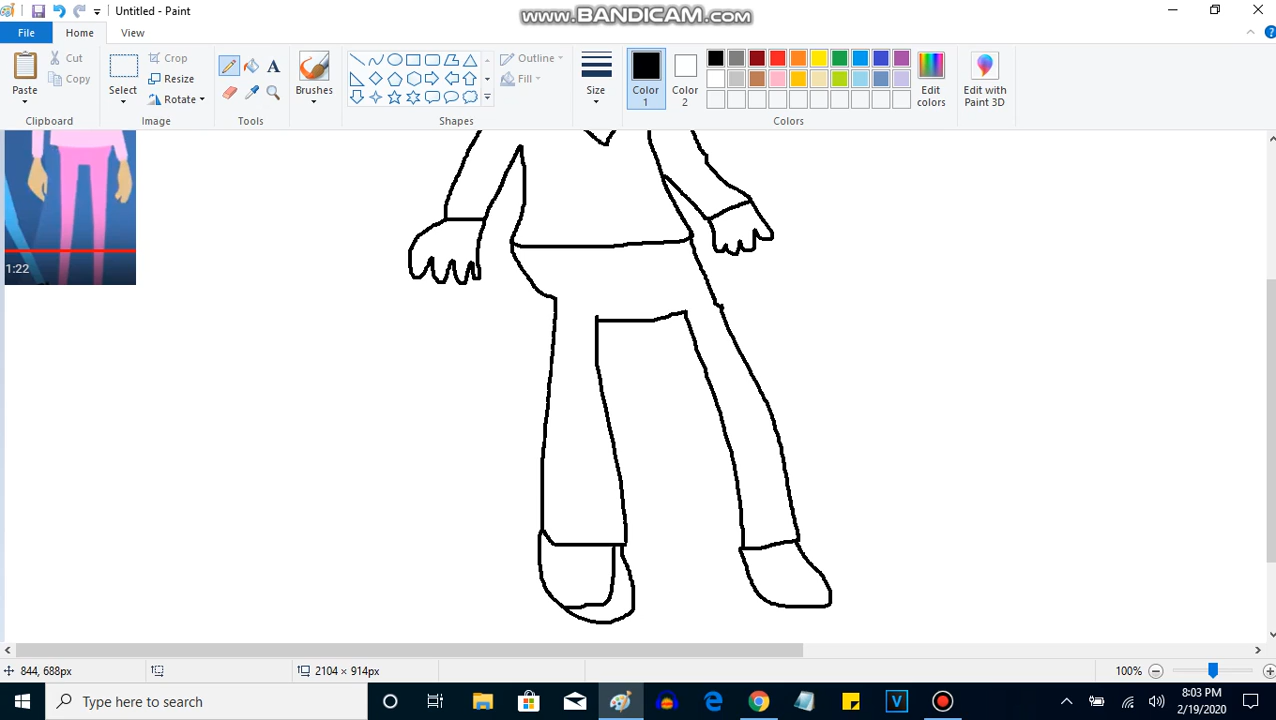 Untitled - Paint
www.BANDICAM.com
File
Home
View
Paste
Cut
Copy
Clipboard
Select
Crop
Resize
Rotate
Image
A
Tools
Brushes
Outline
Fill
Shapes
Size
Color
1
Color
2
Edit
colors
Colors
Edit with
Paint 3D
1:22
844, 688px
2104 × 914px
100%
Type here to search
V
8:03 PM
2/19/2020